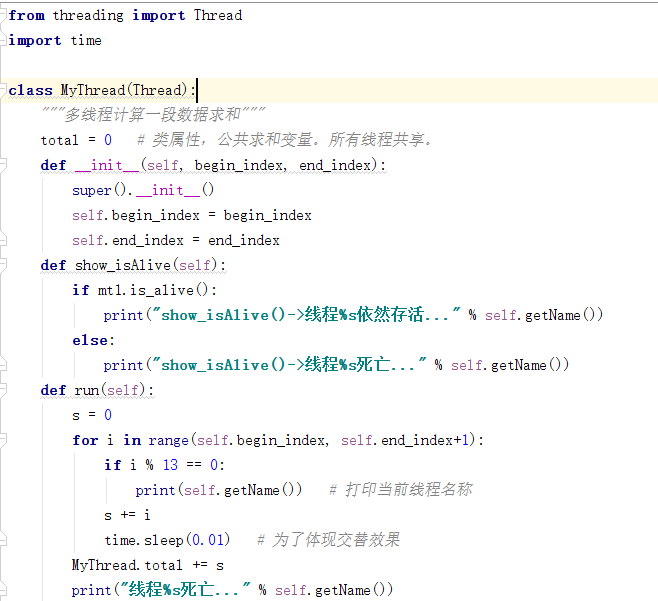 from threading import Thread
import time
class MyThread(Thread):
"""多线程计算一段数据求和"""
total = 0   # 类属性，公共求和变量。所有线程共享。
def __init__(self, begin_index, end_index):
super().__init__()
self.begin_index = begin_index
self.end_index = end_index
def show_isAlive(self):
if mt1.is_alive():
print("show_isAlive()->线程%s依然存活..." % self.getName())
else:
print("show_isAlive()->线程%s死亡..." % self.getName())
def run(self):
s = 0
for i in range(self.begin_index, self.end_index+1):
if i % 13 == 0:
print(self.getName())   # 打印当前线程名称
s += i
time.sleep(0.01)   # 为了体现交替效果
MyThread.total += s
print("线程%s死亡..." % self.getName())